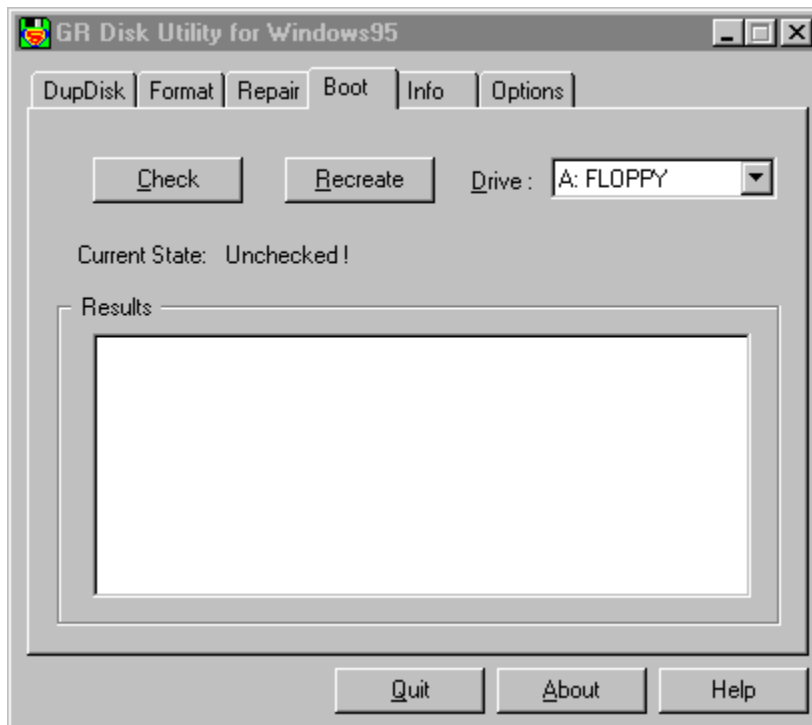 GR Disk Utility for Windows95
DupDisk Format Repair Boot Info Options
Check Recreate Drive : A: FLOPPY
Current State: Unchecked !
Results
Quit About Help